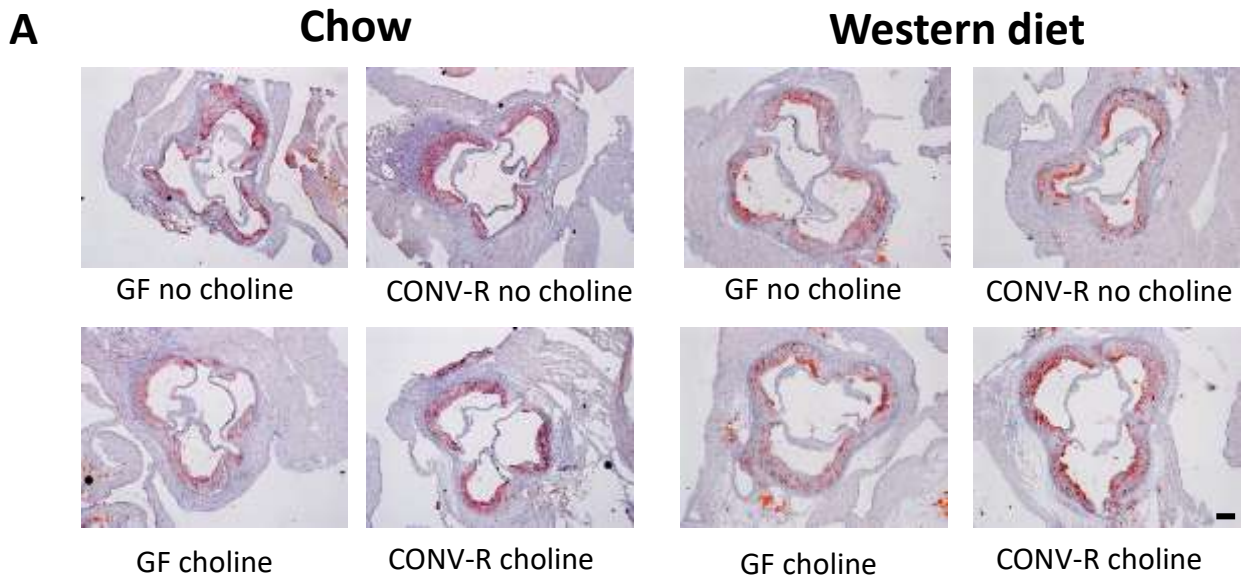 A
Chow
Western diet
GF no choline
CONV-R no choline
GF no choline
CONV-R no choline
GF choline
CONV-R choline
GF choline
CONV-R choline